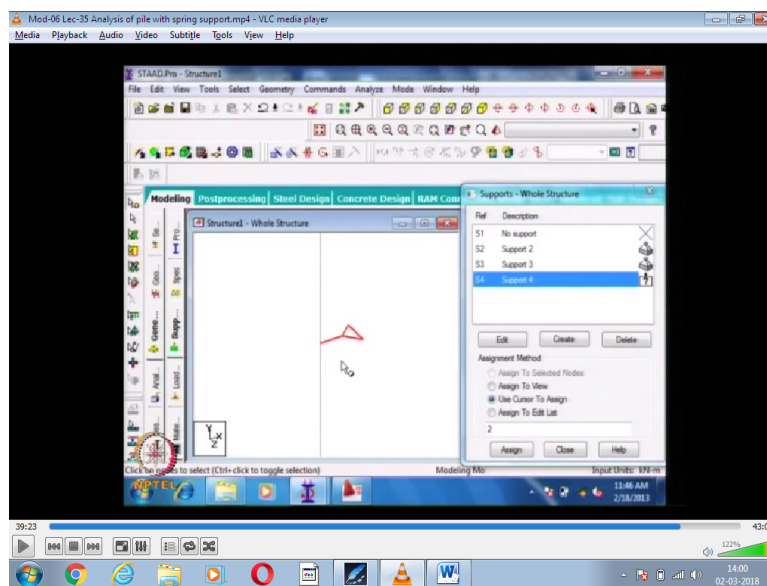 Mod-06 Lec-35 Analysis of pile with spring support.mp4 - VLC media player
Media Playback Audio Video Subtitle Tools View Help
STAAD.Pro - Structure1
File Edit View Tools Select Geometry Commands Analyze Mode Window Help
Modeling Postprocessing Steel Design Concrete Design RAM Conn
Structure1 - Whole Structure
Supports - Whole Structure
Ref Description
S1 No support
S2 Support 2
S3 Support 3
S4 Support 4
Edit Create Delete
Assignment Method
Assign To Selected Nodes
Assign To View
Use Cursor To Assign
Assign To Edit List
2
Assign Close Help
Y
X
Z
Click on nodes to select (Ctrl+click to toggle selection) Modeling Mo Input Units: kN-m
NPTEL
11:46 AM
2/18/2013
39:23
43:0
122%
14:00
02-03-2018